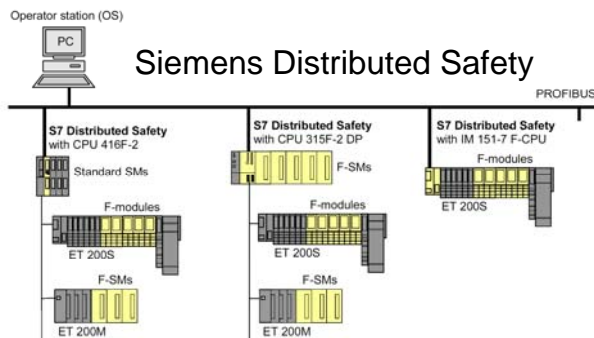 Operator station (OS)
PC
Siemens Distributed Safety
PROFIBUS
S7 Distributed Safety
with CPU 416F-2
Standard SMs
F-modules
ET 200S
F-SMs
ET 200M
S7 Distributed Safety
with CPU 315F-2 DP
F-SMs
F-modules
ET 200S
F-SMs
ET 200M
S7 Distributed Safety
with IM 151-7 F-CPU
F-modules
ET 200S